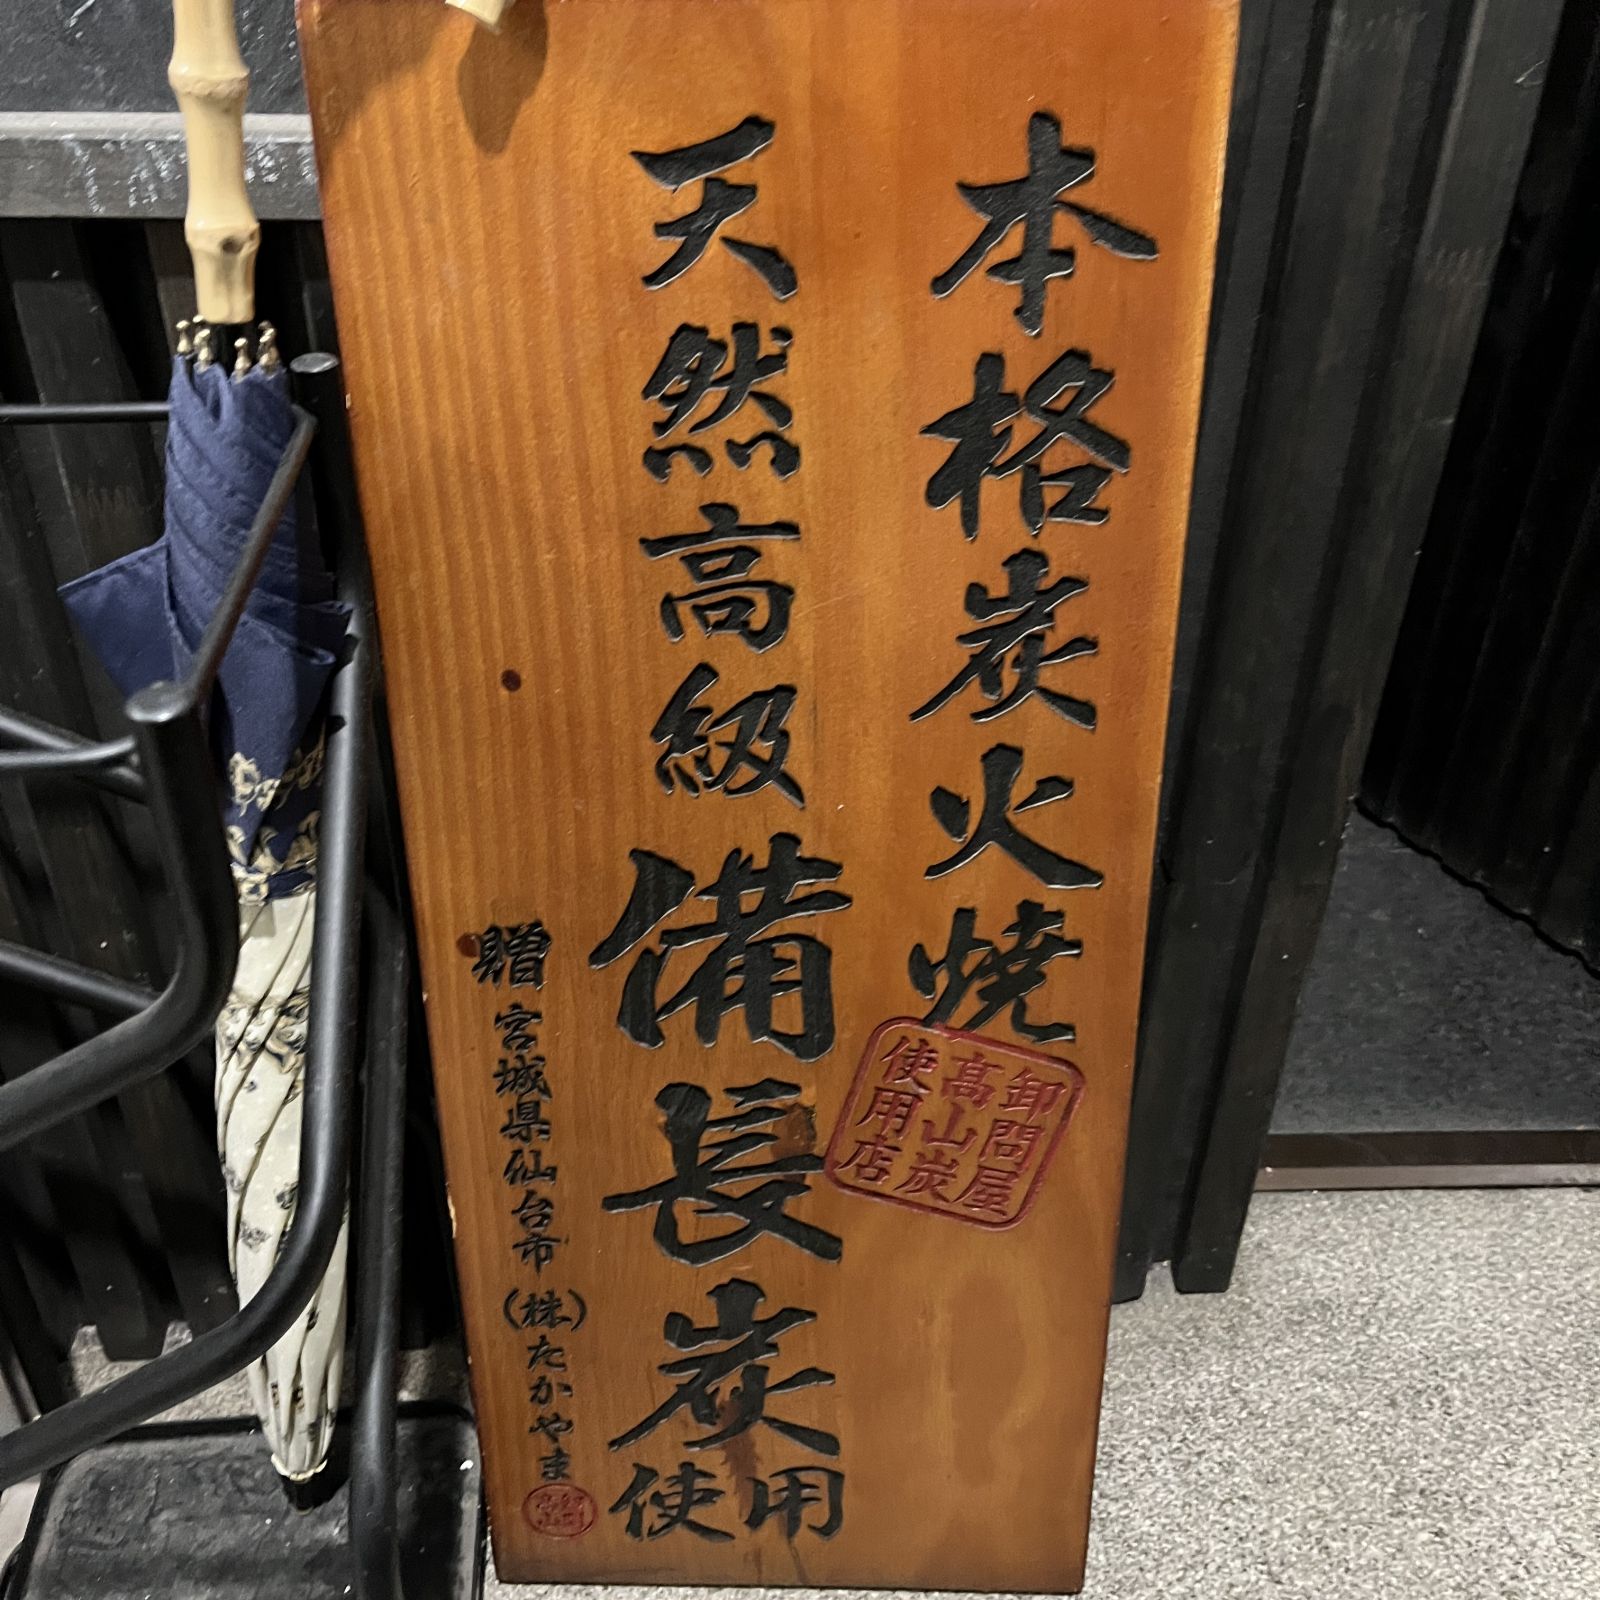 本格炭火焼
卸問屋
高山炭
使用店
天然高級備長炭使用
贈 宮城県仙台市(株)たかやま